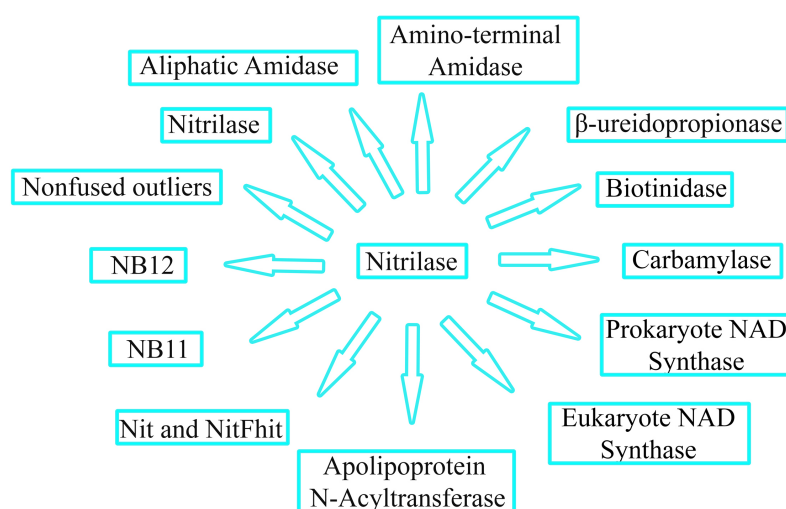 Amino-terminal
Amidase
Aliphatic Amidase
Nitrilase
β-ureidopropionase
Nonfused outliers
Biotinidase
NB12
Nitrilase
Carbamylase
NB11
Prokaryote NAD
Synthase
Nit and NitFhit
Eukaryote NAD
Synthase
Apolipoprotein
N-Acyltransferase